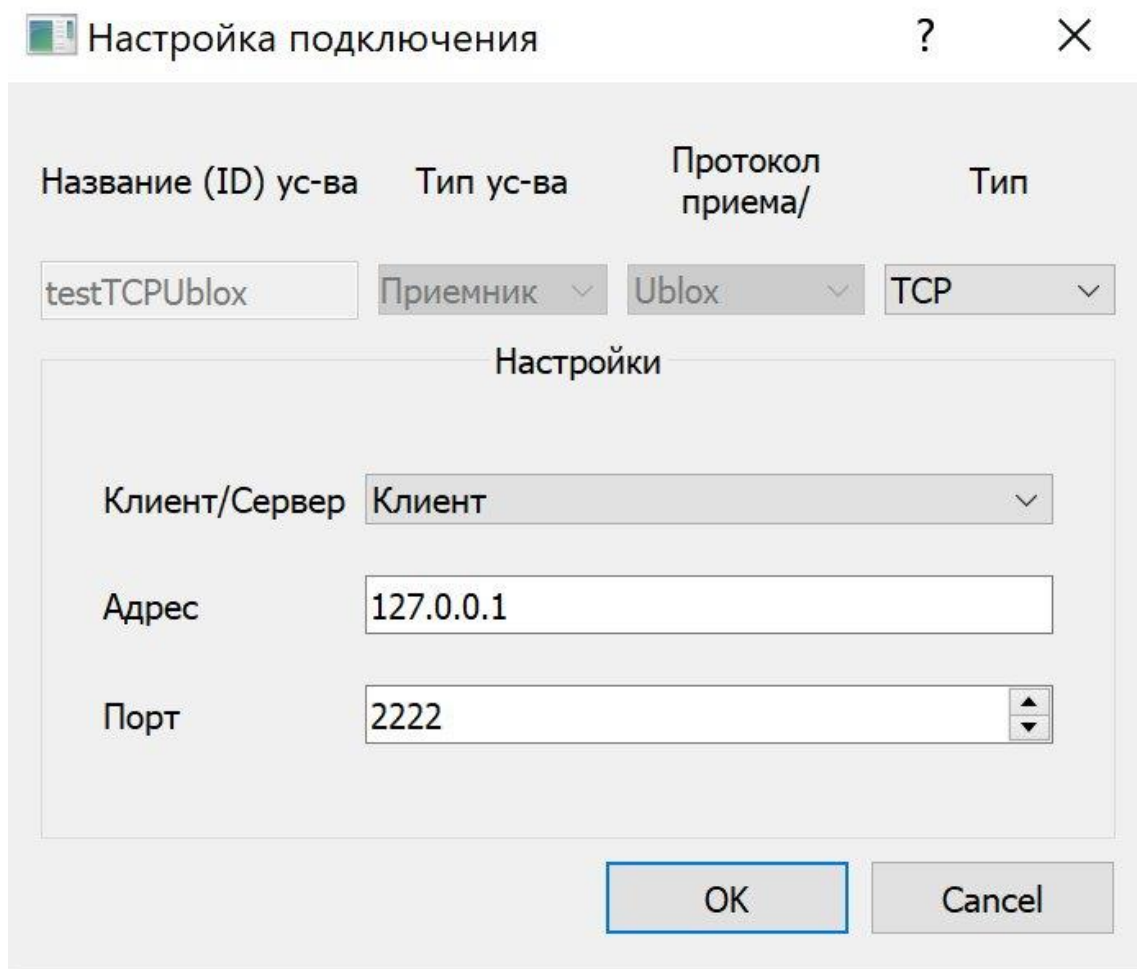 Настройка подключения ? ×
Название (ID) ус-ва Тип ус-ва Протокол приема/ Тип
testTCPUblox Приемник Ublox TCP
Настройки
Клиент/Сервер Клиент
Адрес 127.0.0.1
Порт 2222
OK Cancel